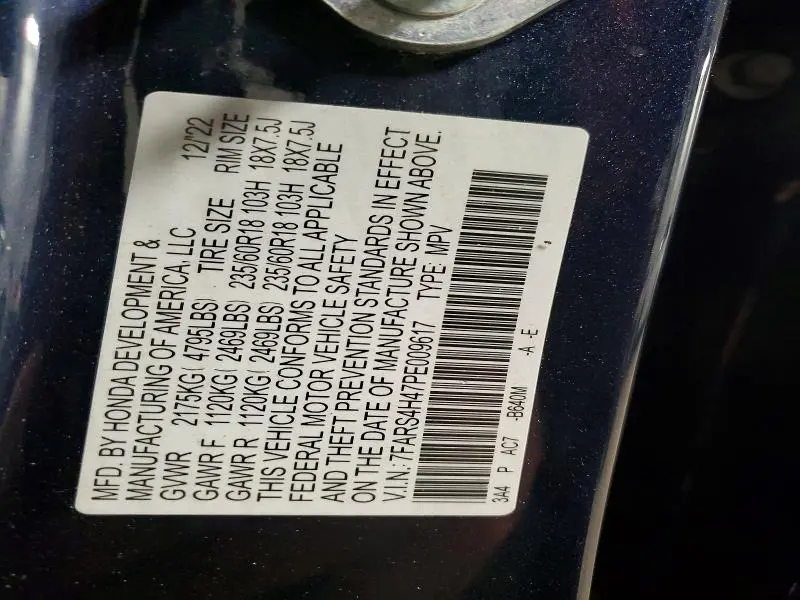 MFD. BY HONDA DEVELOPMENT &
MANUFACTURING OF AMERICA, LLC 12/'22
GVWR 2175KG( 4795LBS) TIRE SIZE RIM SIZE
GAWR F. 1120KG( 2469LBS) 235/60R18 103H 18X7.5J
GAWR R 1120KG( 2469LBS) 235/60R18 103H 18X7.5J
THIS VEHICLE CONFORMS TO ALL APPLICABLE
FEDERAL MOTOR VEHICLE SAFETY
AND THEFT PREVENTION STANDARDS IN EFFECT
ON THE DATE OF MANUFACTURE SHOWN ABOVE.
V.I.N.: 7FARS4H47PE009617 TYPE: MPV
3A4 P AC7 -B640M -A -E